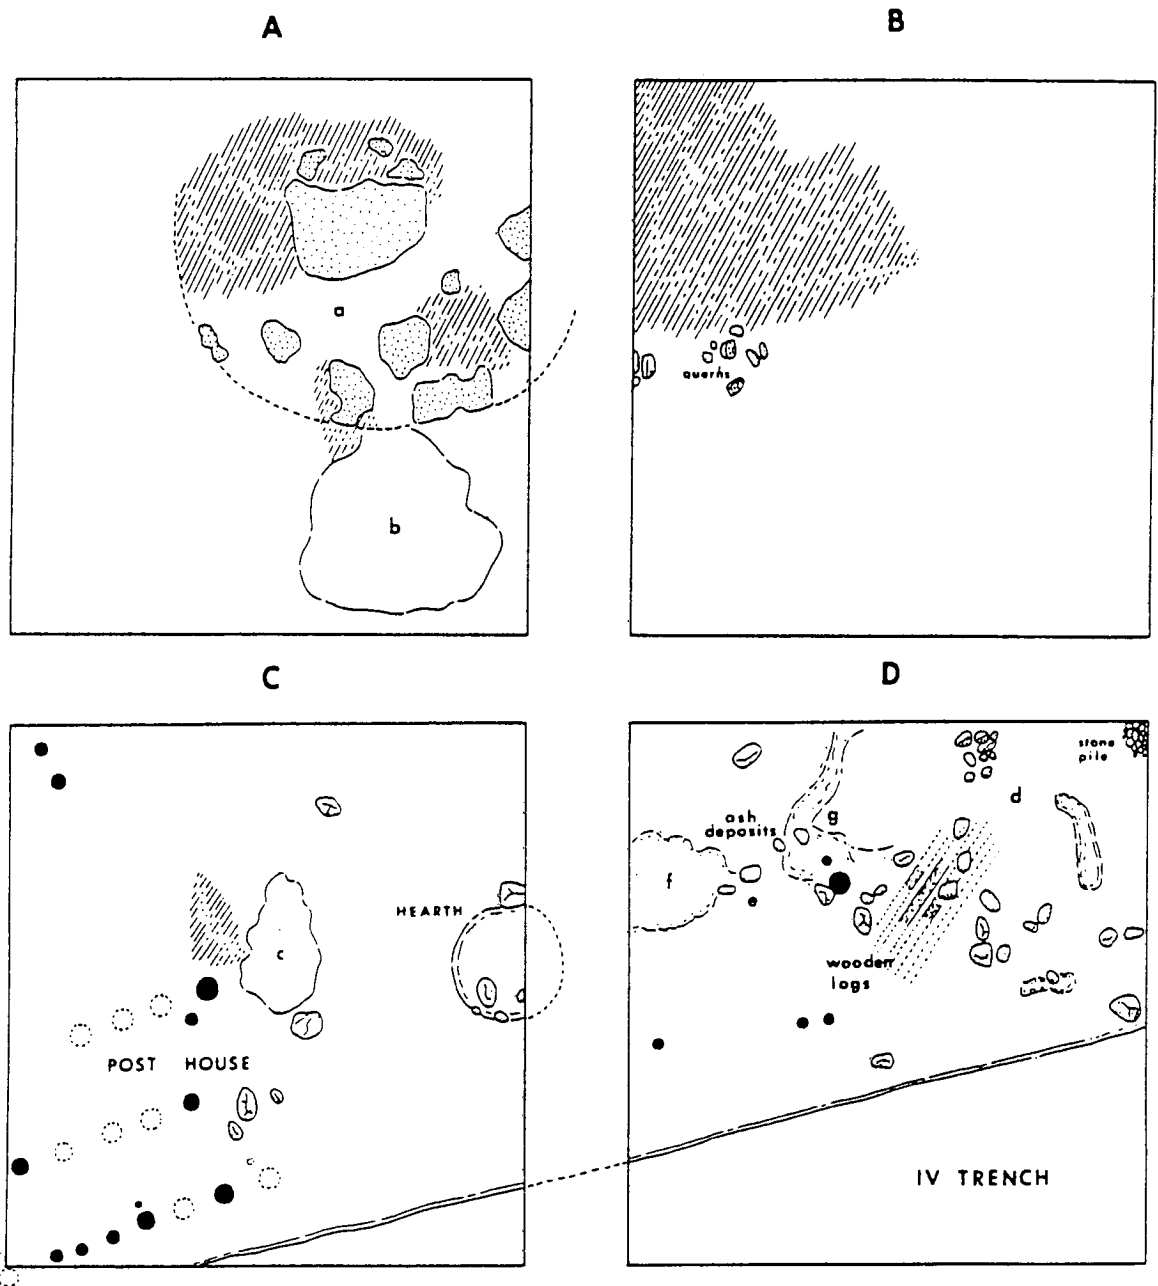 A
B
a
b
querns
C
D
HEARTH
c
POST HOUSE
stone
pile
d
ash
deposits
g
f
e
wooden
logs
IV TRENCH